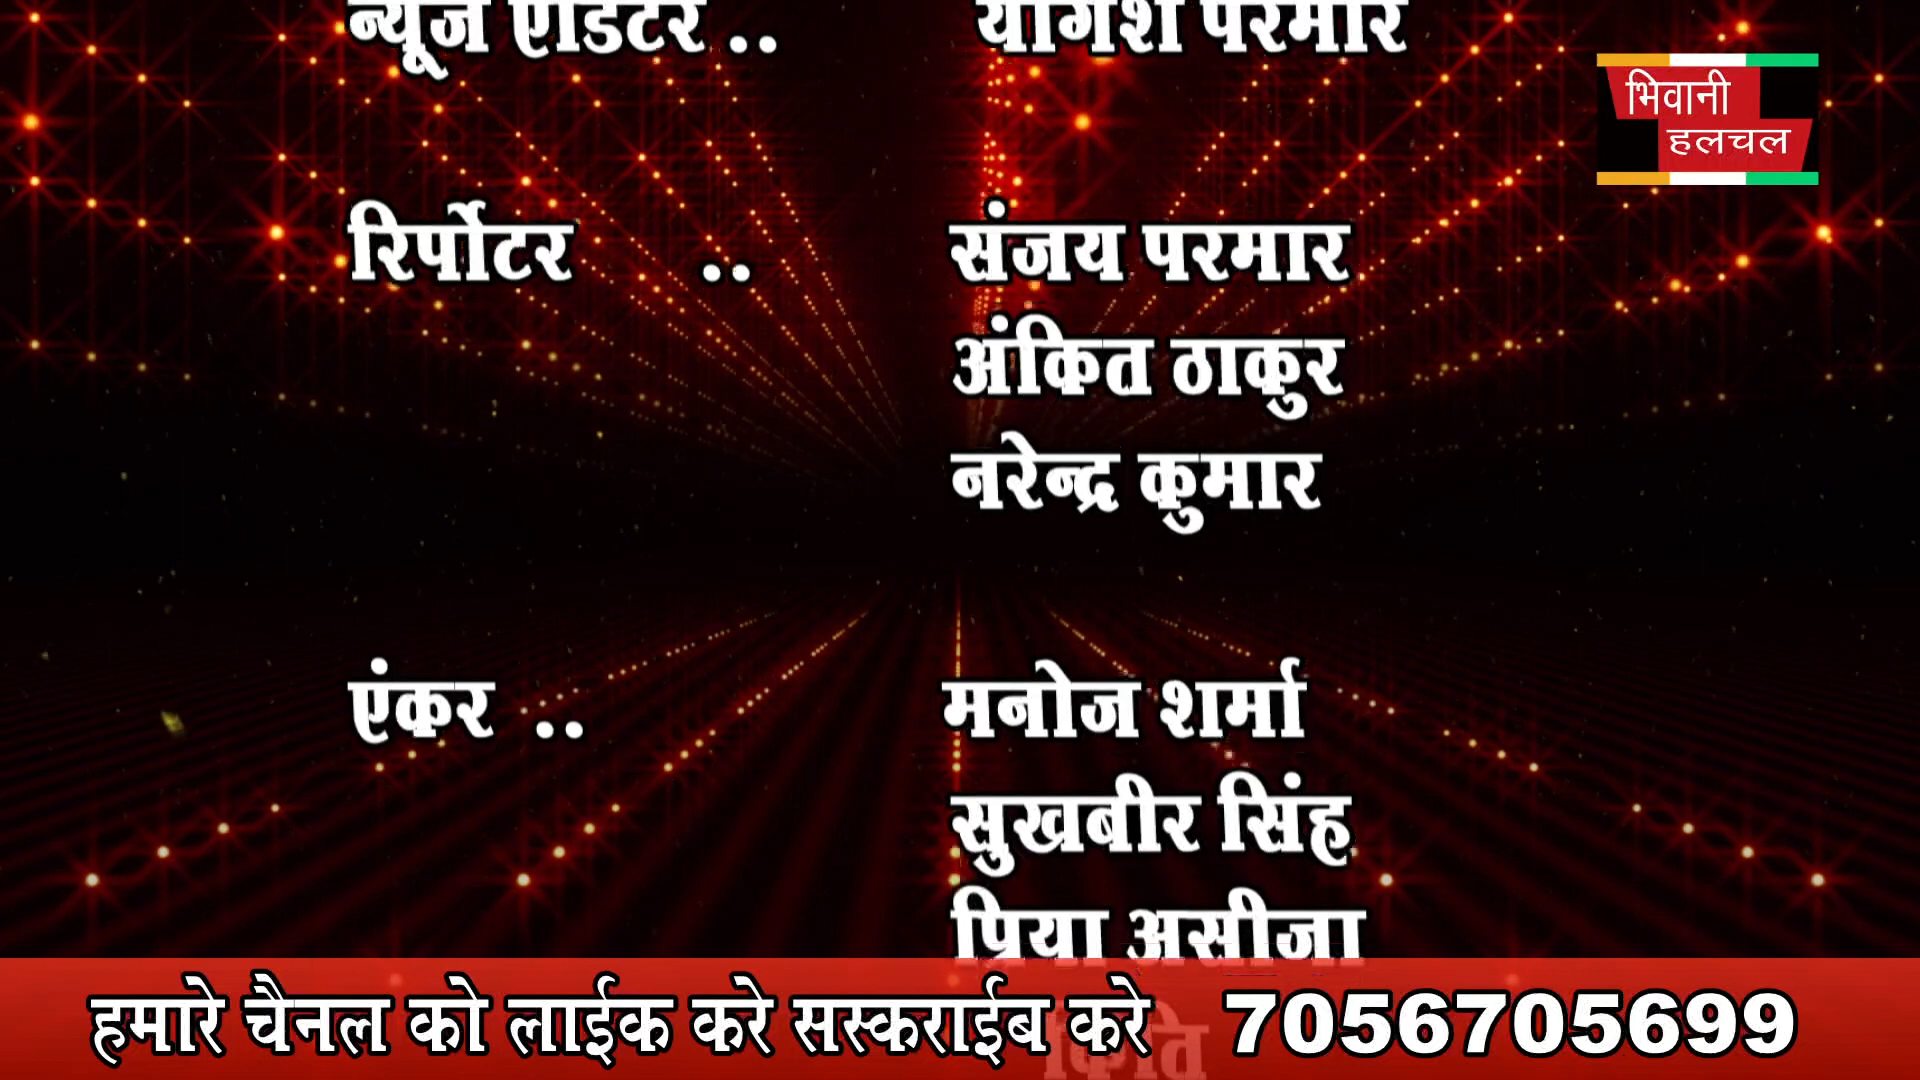 न्यूज एडिटर .. योगेश परमार
भिवानी
हलचल
रिर्पोटर .. संजय परमार
अंकित ठाकुर
नरेन्द्र कुमार
एंकर .. मनोज शर्मा
सुखबीर सिंह
प्रिया असीजा
हमारे चैनल को लाईक करे सस्कराईब करे 7056705699